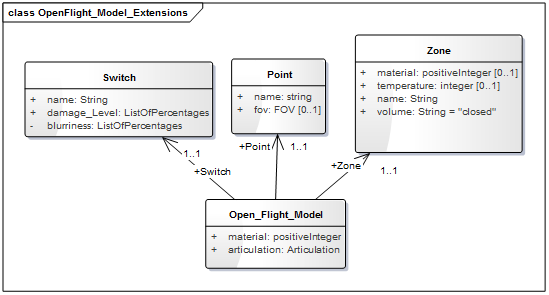 class OpenFlight_Model_Extensions
Switch
+ name: String
+ damage_Level: ListOfPercentages
- blurriness: ListOfPercentages
Point
+ name: string
+ fov: FOV [0..1]
Zone
+ material: positiveInteger [0..1]
+ temperature: integer [0..1]
+ name: String
+ volume: String = "closed"
1..1
+Switch
+Point
1..1
+Zone
1..1
Open_Flight_Model
+ material: positiveInteger
+ articulation: Articulation